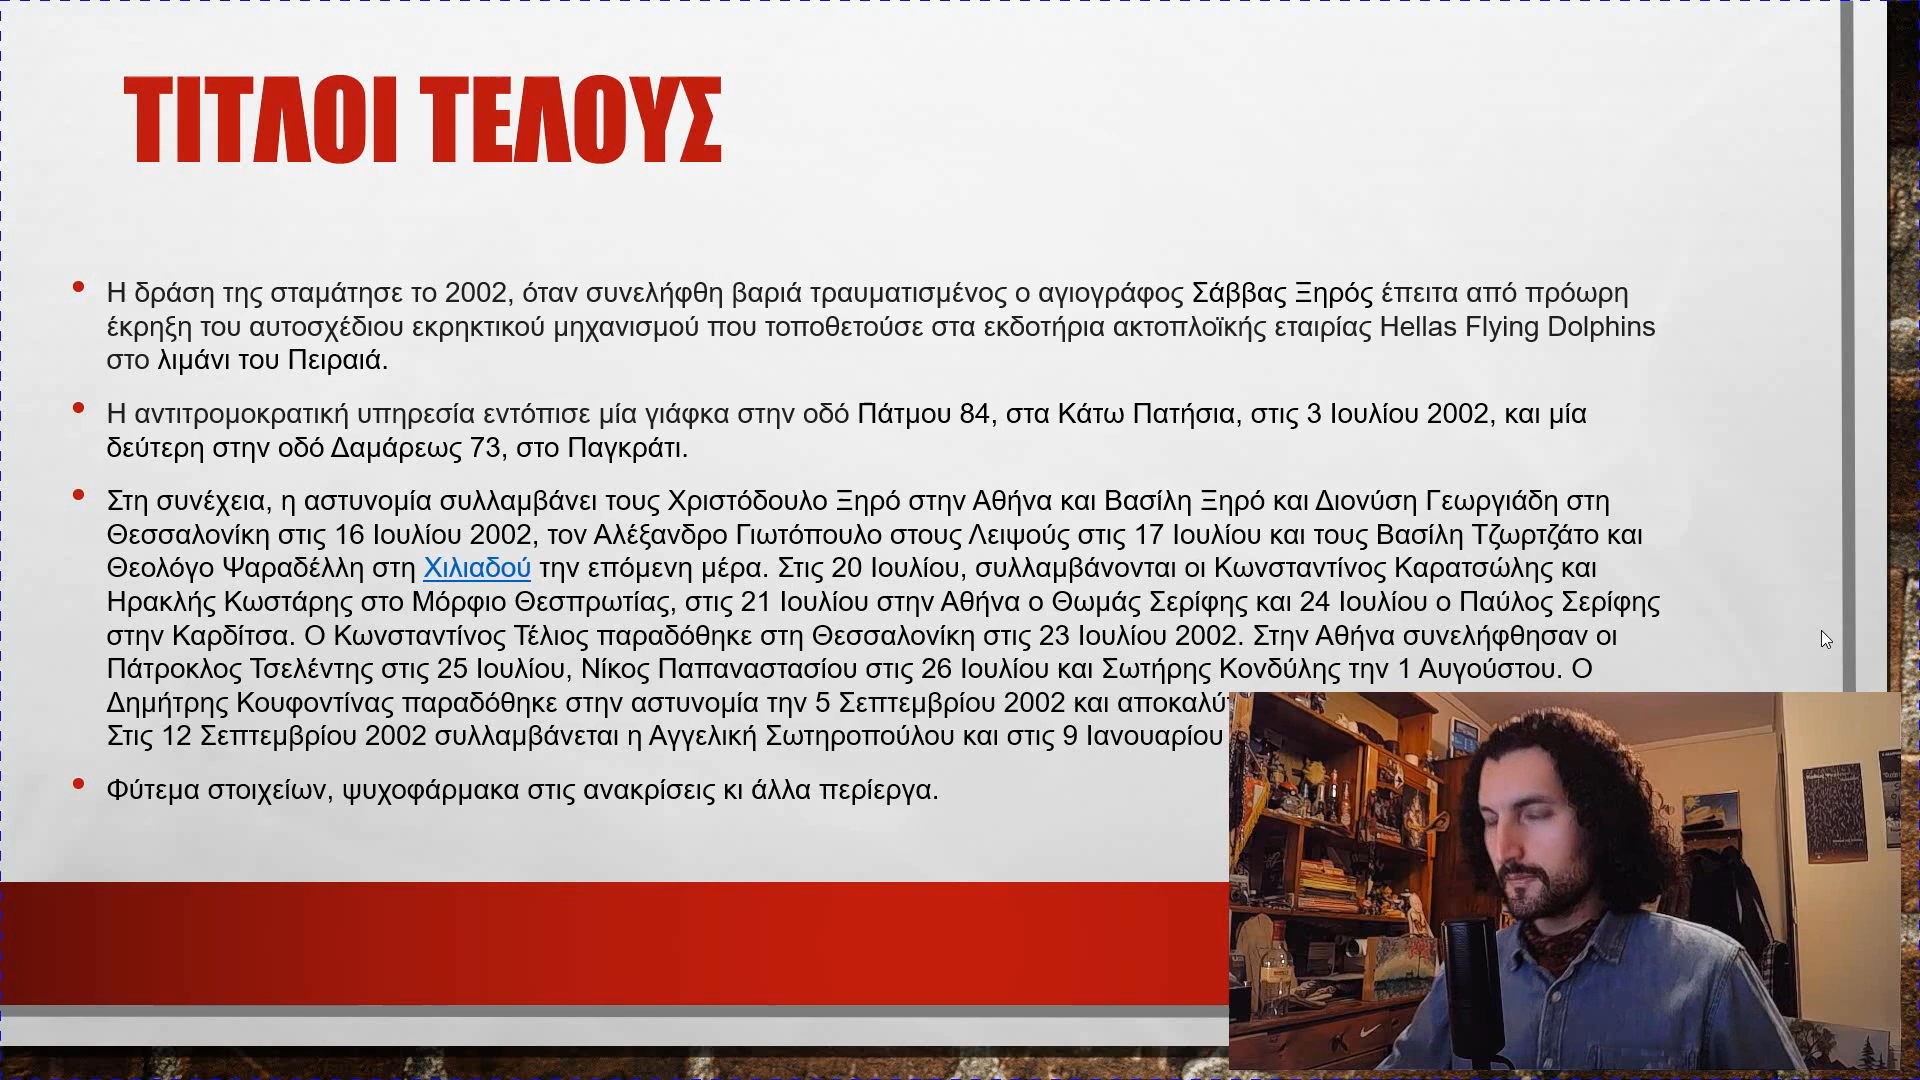 ΤΙΤΛΟΙ ΤΕΛΟΥΣ
Η δράση της σταμάτησε το 2002, όταν συνελήφθη βαριά τραυματισμένος ο αγιογράφος Σάββας Ξηρός έπειτα από πρόωρη
έκρηξη του αυτοσχέδιου εκρηκτικού μηχανισμού που τοποθετούσε στα εκδοτήρια ακτοπλοϊκής εταιρίας Hellas Flying Dolphins
στο λιμάνι του Πειραιά.
Η αντιτρομοκρατική υπηρεσία εντόπισε μία γιάφκα στην οδό Πάτμου 84, στα Κάτω Πατήσια, στις 3 Ιουλίου 2002, και μία
δεύτερη στην οδό Δαμάρεως 73, στο Παγκράτι.
Στη συνέχεια, η αστυνομία συλλαμβάνει τους Χριστόδουλο Ξηρό στην Αθήνα και Βασίλη Ξηρό και Διονύση Γεωργιάδη στη
Θεσσαλονίκη στις 16 Ιουλίου 2002, τον Αλέξανδρο Γιωτόπουλο στους Λειψούς στις 17 Ιουλίου και τους Βασίλη Τζωρτζάτο και
Θεολόγο Ψαραδέλλη στη Χιλιαδού την επόμενη μέρα. Στις 20 Ιουλίου, συλλαμβάνονται οι Κωνσταντίνος Καρατσώλης και
Ηρακλής Κωστάρης στο Μόρφιο Θεσπρωτίας, στις 21 Ιουλίου στην Αθήνα ο Θωμάς Σερίφης και 24 Ιουλίου ο Παύλος Σερίφης
στην Καρδίτσα. Ο Κωνσταντίνος Τέλιος παραδόθηκε στη Θεσσαλονίκη στις 23 Ιουλίου 2002. Στην Αθήνα συνελήφθησαν οι
Πάτροκλος Τσελέντης στις 25 Ιουλίου, Νίκος Παπαναστασίου στις 26 Ιουλίου και Σωτήρης Κονδύλης την 1 Αυγούστου. Ο
Δημήτρης Κουφοντίνας παραδόθηκε στην αστυνομία την 5 Σεπτεμβρίου 2002 και
Στις 12 Σεπτεμβρίου 2002 συλλαμβάνεται η Αγγελική Σωτηροπούλου και στις 9 Ιανουαρίου
Φύτεμα στοιχείων, ψυχοφάρμακα στις ανακρίσεις κι άλλα περίεργα.